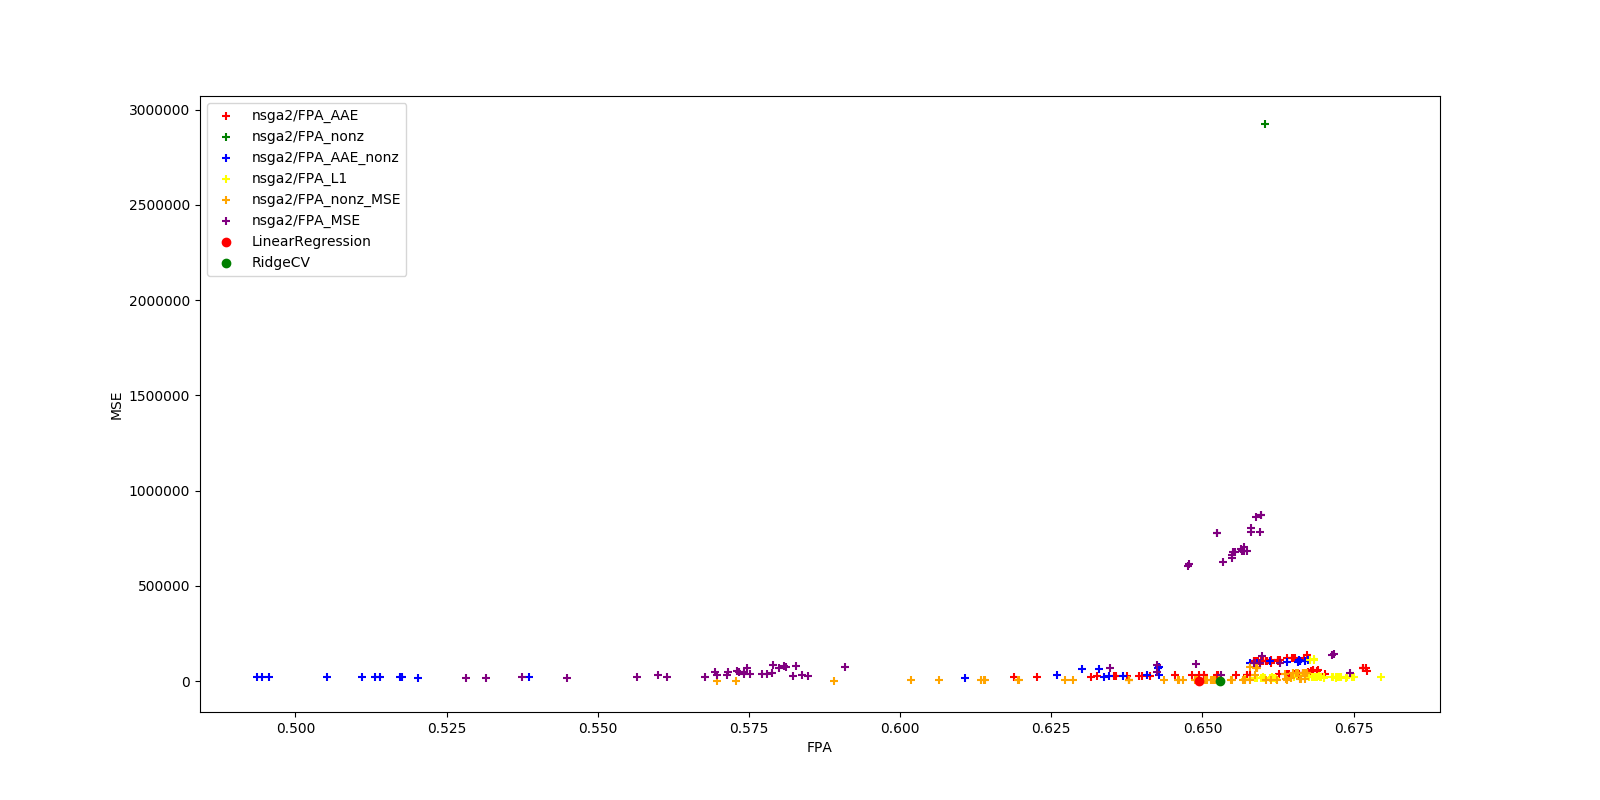 3000000
2500000
2000000
1500000
1000000
500000
0
MSE
nsga2/FPA_AAE
nsga2/FPA_nonz
nsga2/FPA_AAE_nonz
nsga2/FPA_L1
nsga2/FPA_nonz_MSE
nsga2/FPA_MSE
LinearRegression
RidgeCV
0.500 0.525 0.550 0.575 0.600 0.625 0.650 0.675
FPA